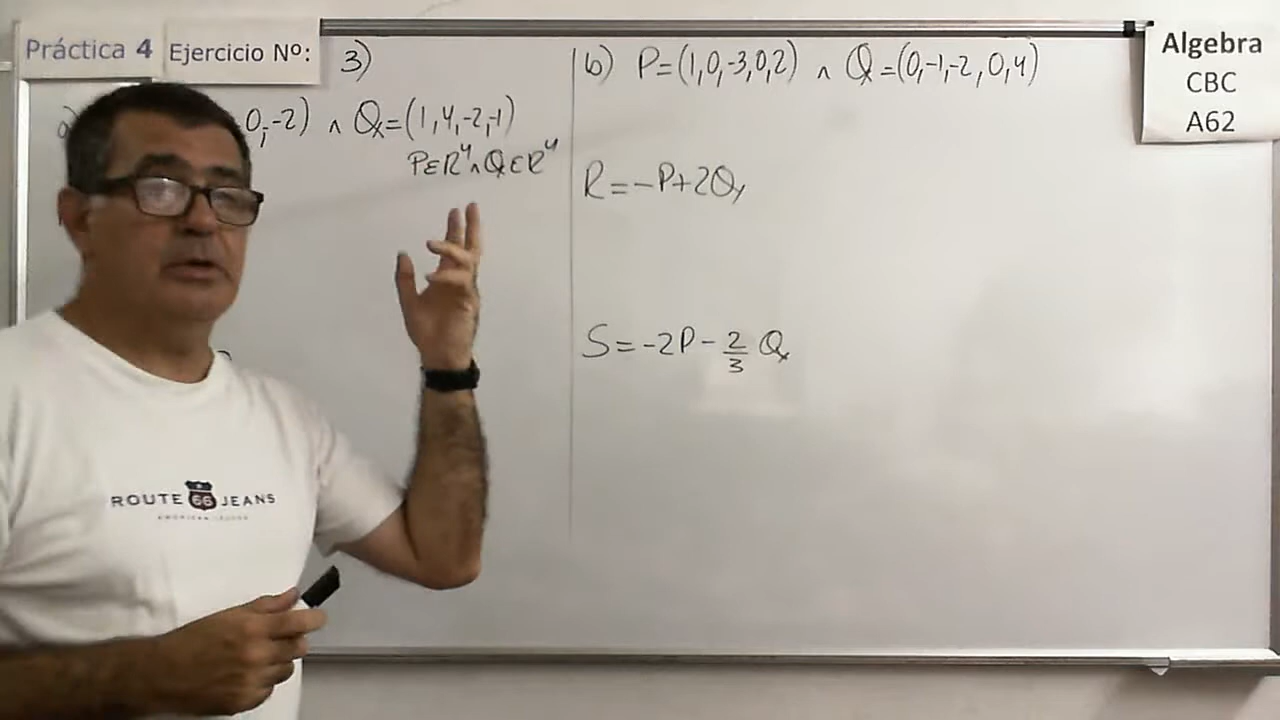 Práctica 4
Ejercicio Nº:
3)
a)
0,-2) ∧ Q=(1,4,-2,-1)
P∈R⁴ ∧ Q∈R⁴
b) P=(1,0,-3,0,2) ∧ Q=(0,-1,-2,0,4)
R=-P+2Q
S=-2P-2/3 Q
Algebra
CBC
A62
ROUTE 66 JEANS